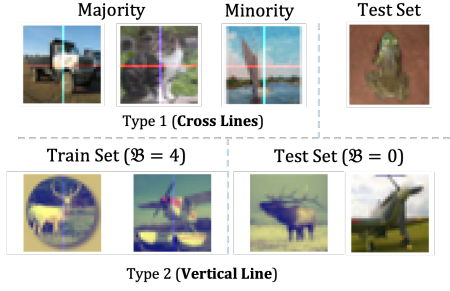 Majority Minority Test Set
Type 1 (Cross Lines)
Train Set (𝔅 = 4) Test Set (𝔅 = 0)
Type 2 (Vertical Line)